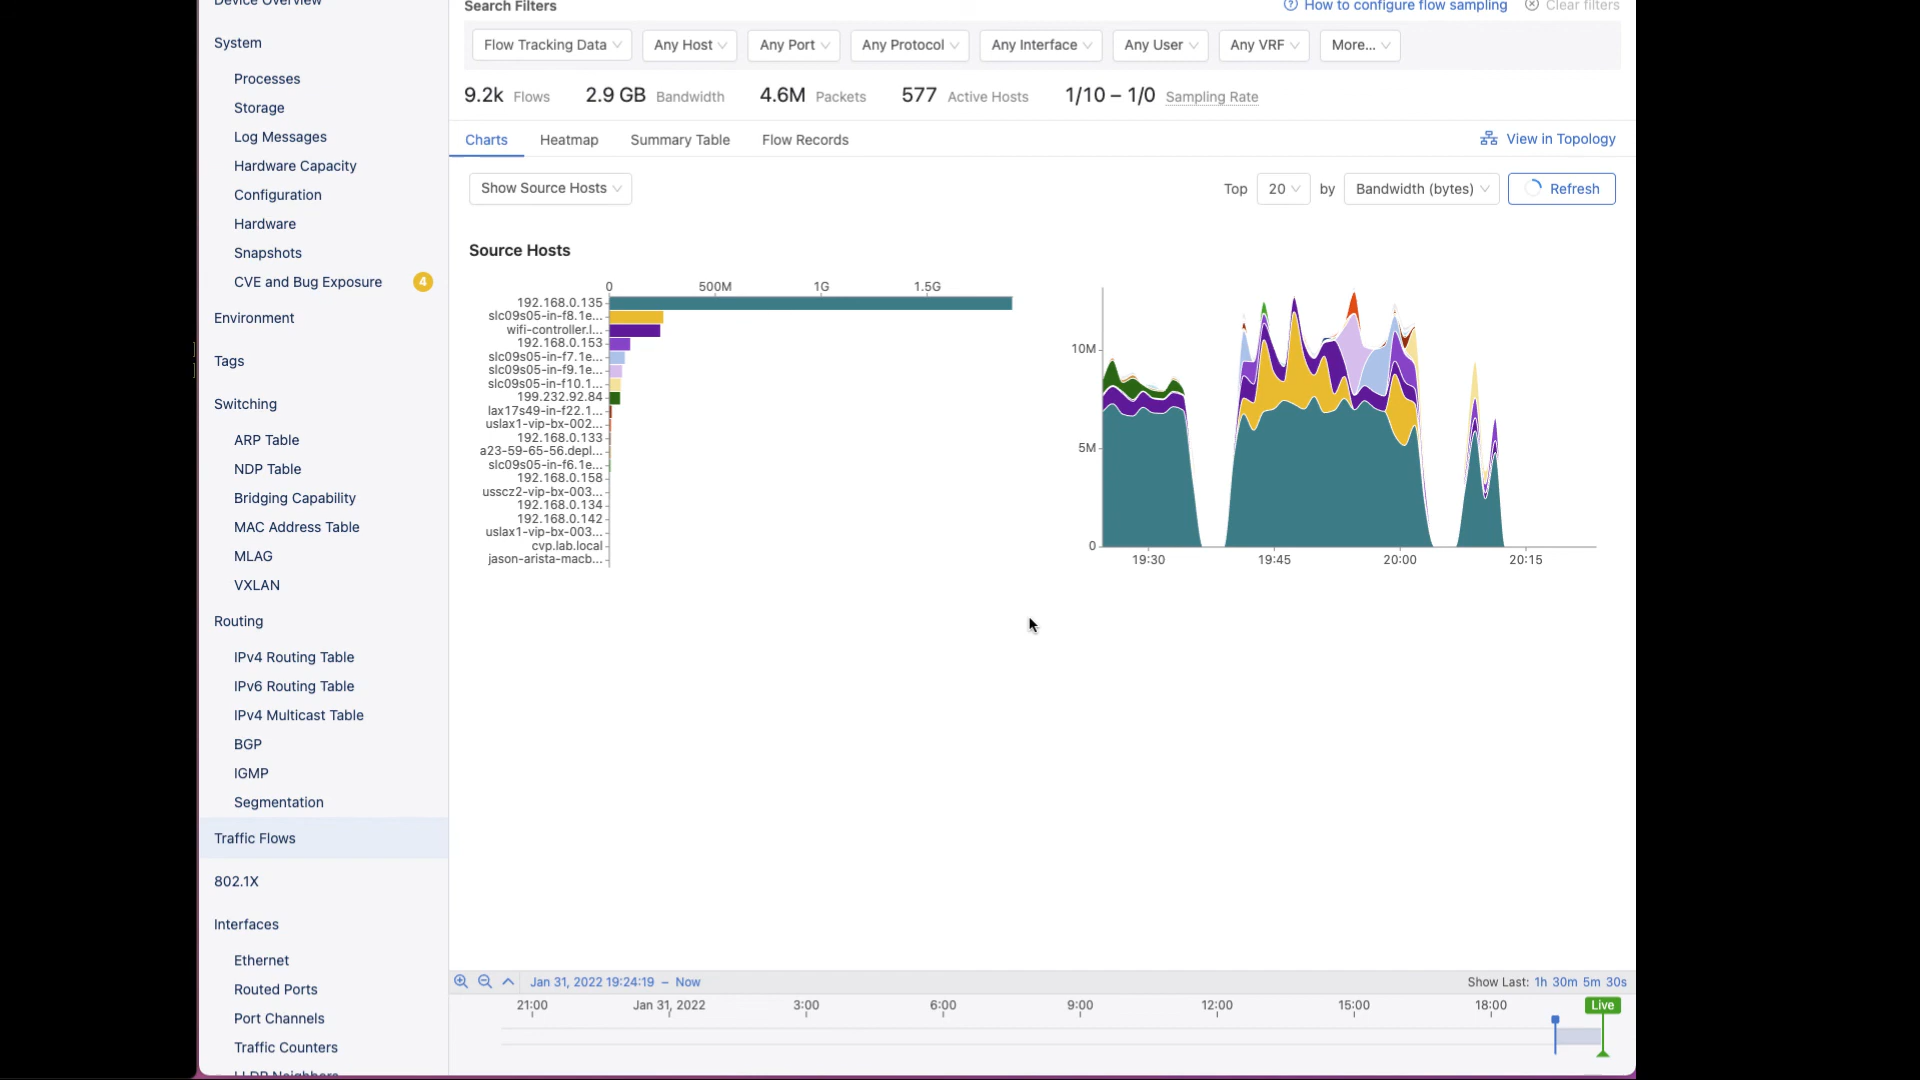 Device Overview
System
Processes
Storage
Log Messages
Hardware Capacity
Configuration
Hardware
Snapshots
CVE and Bug Exposure 4
Environment
Tags
Switching
ARP Table
NDP Table
Bridging Capability
MAC Address Table
MLAG
VXLAN
Routing
IPv4 Routing Table
IPv6 Routing Table
IPv4 Multicast Table
BGP
IGMP
Segmentation
Traffic Flows
802.1X
Interfaces
Ethernet
Routed Ports
Port Channels
Traffic Counters
LLDP Neighbors
Search Filters How to configure flow sampling Clear filters
Flow Tracking Data Any Host Any Port Any Protocol Any Interface Any User Any VRF More...
9.2k Flows 2.9 GB Bandwidth 4.6M Packets 577 Active Hosts 1/10 – 1/0 Sampling Rate
Charts Heatmap Summary Table Flow Records View in Topology
Show Source Hosts Top 20 by Bandwidth (bytes) Refresh
Source Hosts
0 500M 1G 1.5G
192.168.0.135
slc09s05-in-f8.1e...
wifi-controller.l...
192.168.0.153
slc09s05-in-f7.1e...
slc09s05-in-f9.1e...
slc09s05-in-f10.1...
199.232.92.84
lax17s49-in-f22.1...
uslax1-vip-bx-002...
192.168.0.133
a23-59-65-56.depl...
slc09s05-in-f6.1e...
192.168.0.158
usscz2-vip-bx-003...
192.168.0.134
192.168.0.142
uslax1-vip-bx-003...
cvp.lab.local
jason-arista-macb...
10M
5M
0
19:30 19:45 20:00 20:15
Jan 31, 2022 19:24:19 – Now Show Last: 1h 30m 5m 30s
21:00 Jan 31, 2022 3:00 6:00 9:00 12:00 15:00 18:00 Live